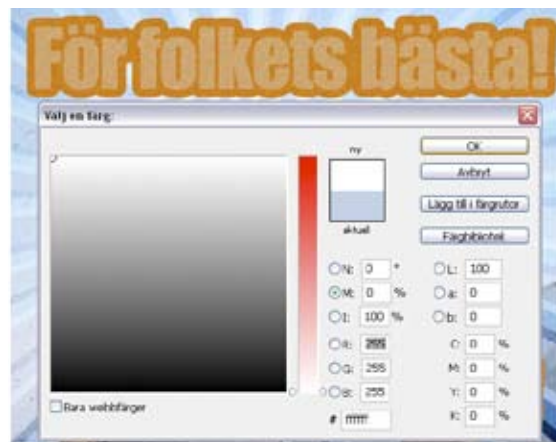 För folkets bästa!
Välj en färg:
ny
aktuell
OK
Avbryt
Lägg till i färgrutor
Färgbibliotek
N: 0 °
M: 0 %
I: 100 %
R: 255
G: 255
B: 255
# ffffff
L: 100
a: 0
b: 0
C: 0 %
M: 0 %
Y: 0 %
K: 0 %
Bara webbfärger